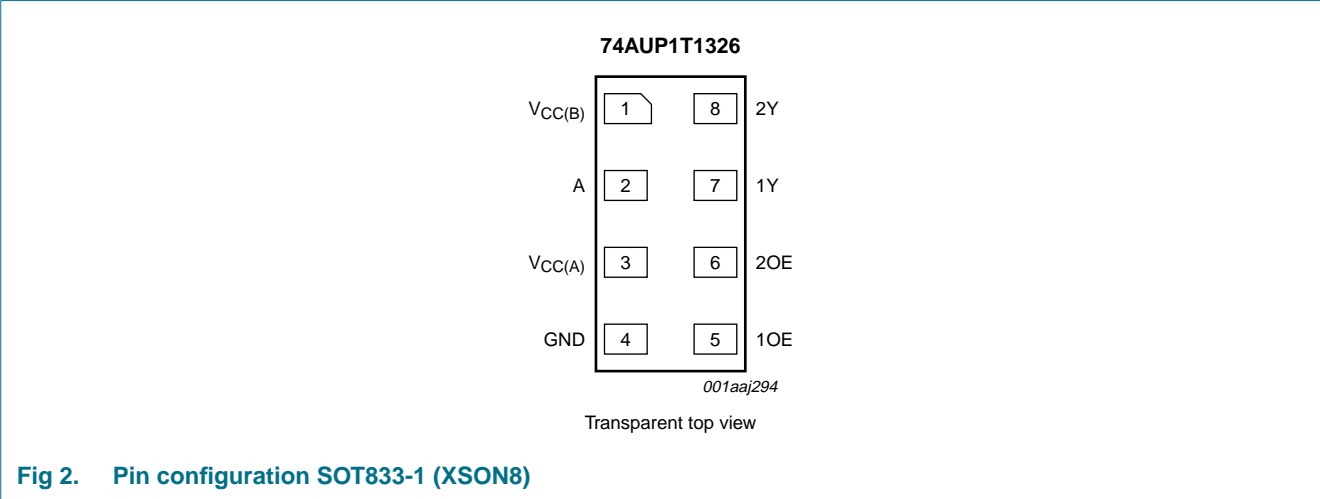 74AUP1T1326
VCC(B) 1 8 2Y
A 2 7 1Y
VCC(A) 3 6 2OE
GND 4 5 1OE
001aaj294
Transparent top view
Fig 2. Pin configuration SOT833-1 (XSON8)